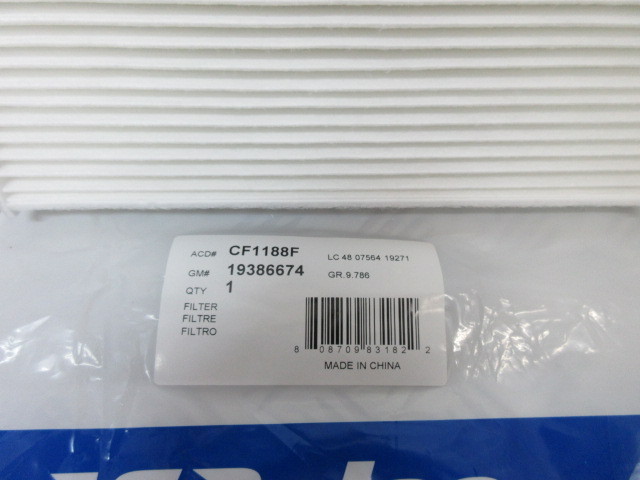 ACD# CF1188F
LC 48 07564 19271
GM# 19386674
GR.9.786
QTY 1
FILTER
FILTRE
FILTRO
8 08709 83182 2
MADE IN CHINA